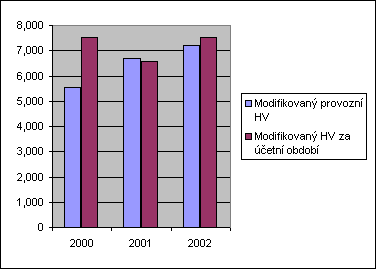 8,000
7,000
6,000
5,000
4,000
3,000
2,000
1,000
0
2000 2001 2002
Modifikovaný provozní
HV
Modifikovaný HV za
účetní období